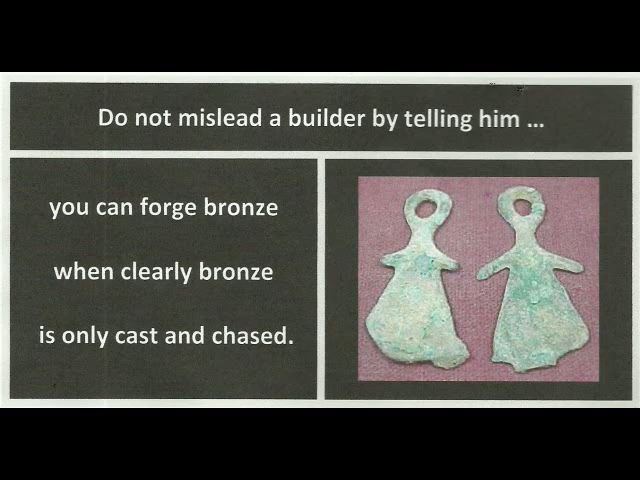 Do not mislead a builder by telling him ...
you can forge bronze
when clearly bronze
is only cast and chased.